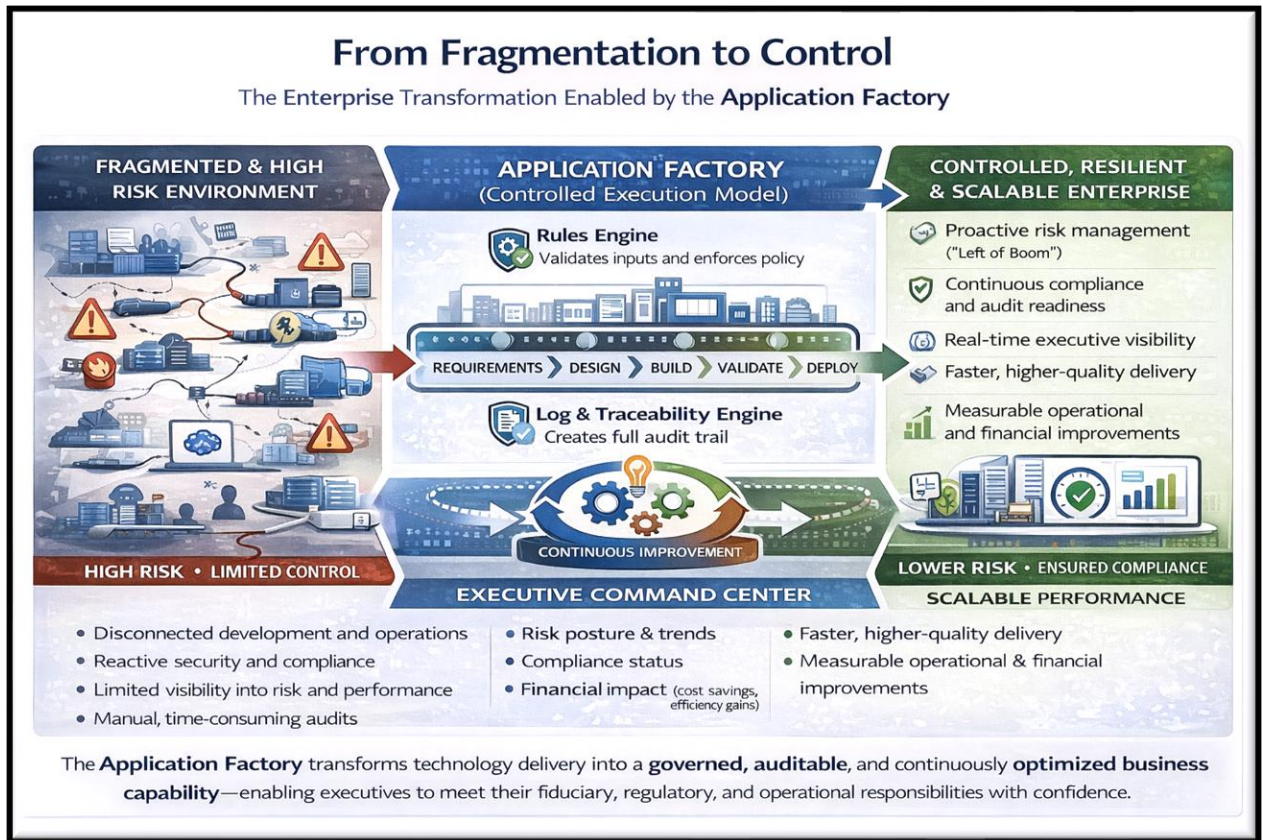 From Fragmentation to Control
The Enterprise Transformation Enabled by the Application Factory
FRAGMENTED & HIGH
RISK ENVIRONMENT
HIGH RISK • LIMITED CONTROL
APPLICATION FACTORY
(Controlled Execution Model)
Rules Engine
Validates inputs and enforces policy
REQUIREMENTS
DESIGN
BUILD
VALIDATE
DEPLOY
Log & Traceability Engine
Creates full audit trail
CONTINUOUS IMPROVEMENT
EXECUTIVE COMMAND CENTER
CONTROLLED, RESILIENT
& SCALABLE ENTERPRISE
Proactive risk management
("Left of Boom")
Continuous compliance
and audit readiness
Real-time executive visibility
Faster, higher-quality delivery
Measurable operational
and financial improvements
LOWER RISK • ENSURED COMPLIANCE
SCALABLE PERFORMANCE
• Disconnected development and operations
• Reactive security and compliance
• Limited visibility into risk and performance
• Manual, time-consuming audits
• Risk posture & trends
• Compliance status
• Financial impact (cost savings,
efficiency gains)
• Faster, higher-quality delivery
• Measurable operational & financial
improvements
The Application Factory transforms technology delivery into a governed, auditable, and continuously optimized business
capability—enabling executives to meet their fiduciary, regulatory, and operational responsibilities with confidence.